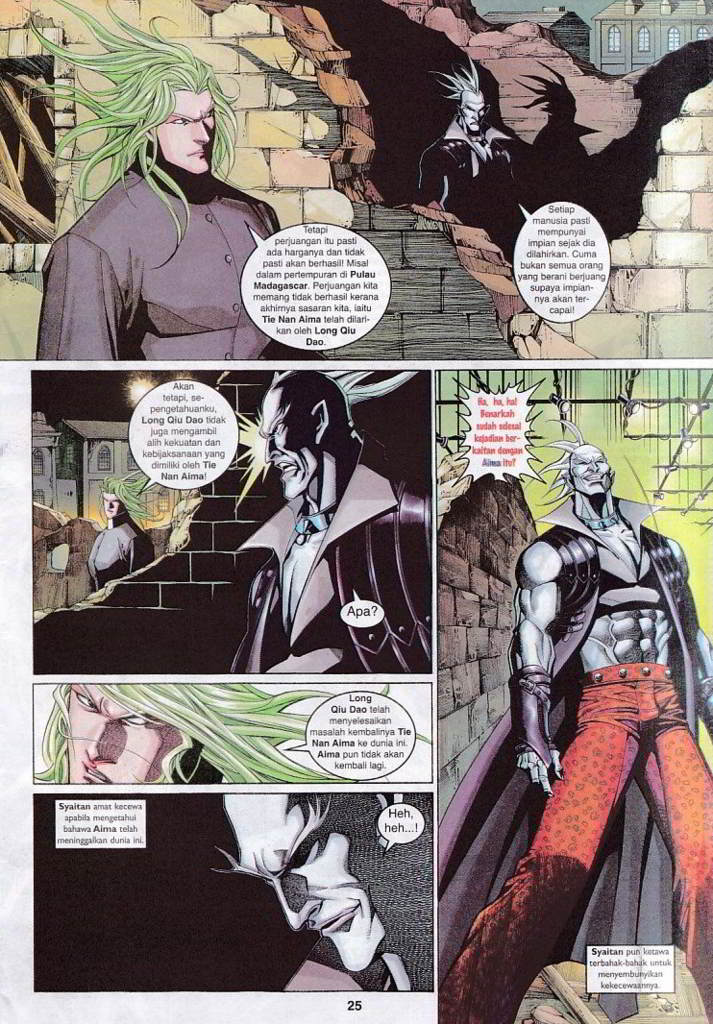 Setiap
manusia pasti
mempunyai
impian sejak dia
dilahirkan. Cuma
bukan semua orang
yang berani berjuang
supaya impian-
nya akan ter-
capai!
Tetapi
perjuangan itu pasti
ada harganya dan tidak
pasti akan berhasil! Misal
dalam pertempuran di Pulau
Madagascar. Perjuangan kita
memang tidak berhasil kerana
akhirnya sasaran kita, iaitu
Tie Nan Aima telah dilari-
kan oleh Long Qiu
Dao.
Akan
tetapi, se-
pengetahuanku,
Long Qiu Dao tidak
juga mengambil
alih kekuatan dan
kebijaksanaan yang
dimiliki oleh Tie
Nan Aima!
Apa?
Long
Qiu Dao telah
menyelesaikan
masalah kembalinya Tie
Nan Aima ke dunia ini.
Aima pun tidak akan
kembali lagi.
Syaitan amat kecewa
apabila mengetahui
bahawa Aima telah
meninggalkan dunia ini.
Heh,
heh...!
Ha, ha, ha!
Benarkah
sudah selesai
kejadian ber-
kaitan dengan
Aima itu?
Syaitan pun ketawa
terbahak-bahak untuk
menyembunyikan
kekecewaannya.
25